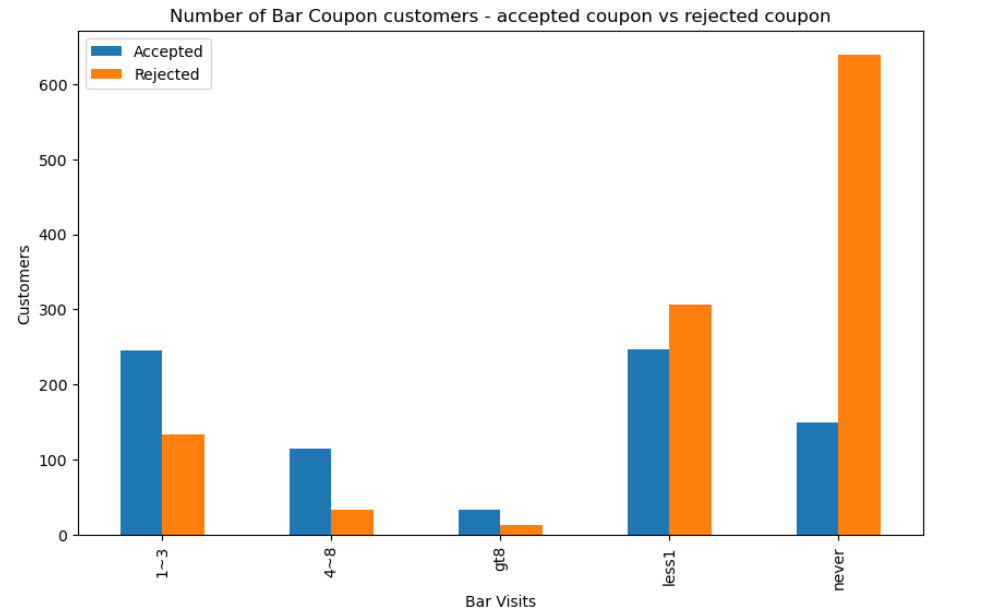 Number of Bar Coupon customers - accepted coupon vs rejected coupon
Accepted
Rejected
600
500
400
300
200
100
0
Customers
1~3
4~8
gt8
less1
never
Bar Visits